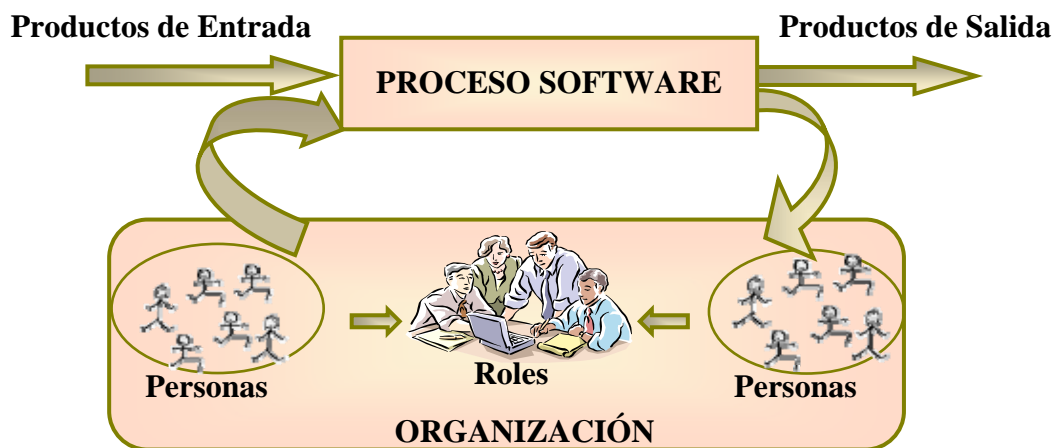 Productos de Entrada
Productos de Salida
PROCESO SOFTWARE
Personas
Roles
Personas
ORGANIZACIÓN